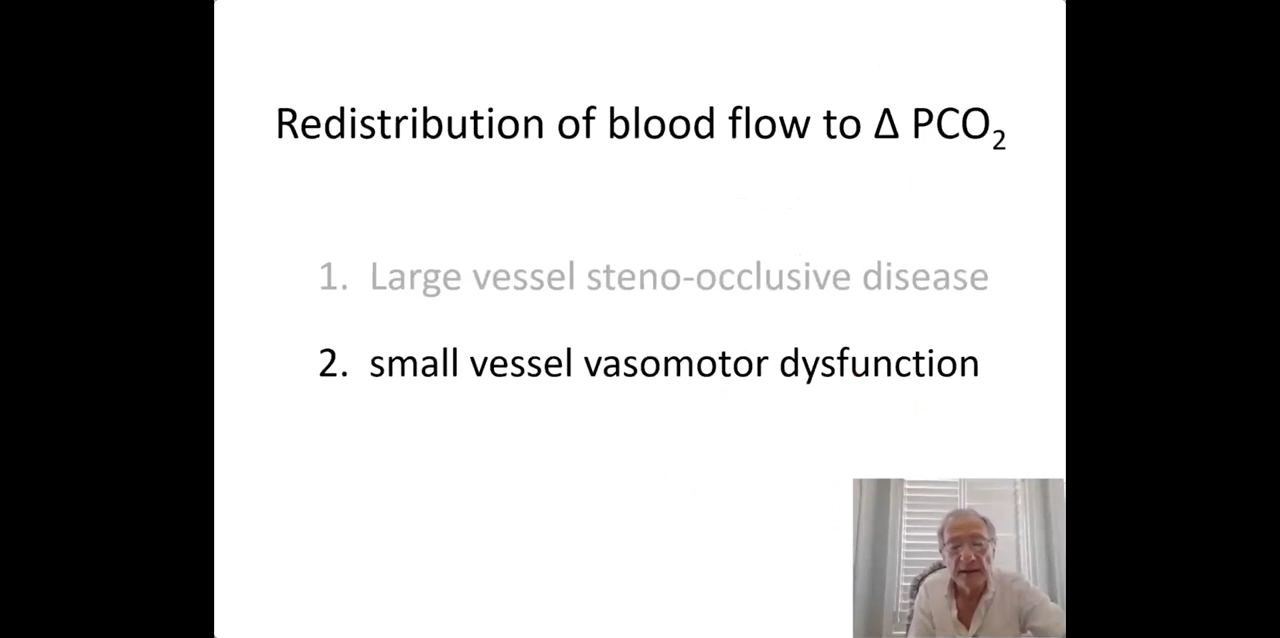 Redistribution of blood flow to Δ PCO₂
1. Large vessel steno-occlusive disease
2. small vessel vasomotor dysfunction